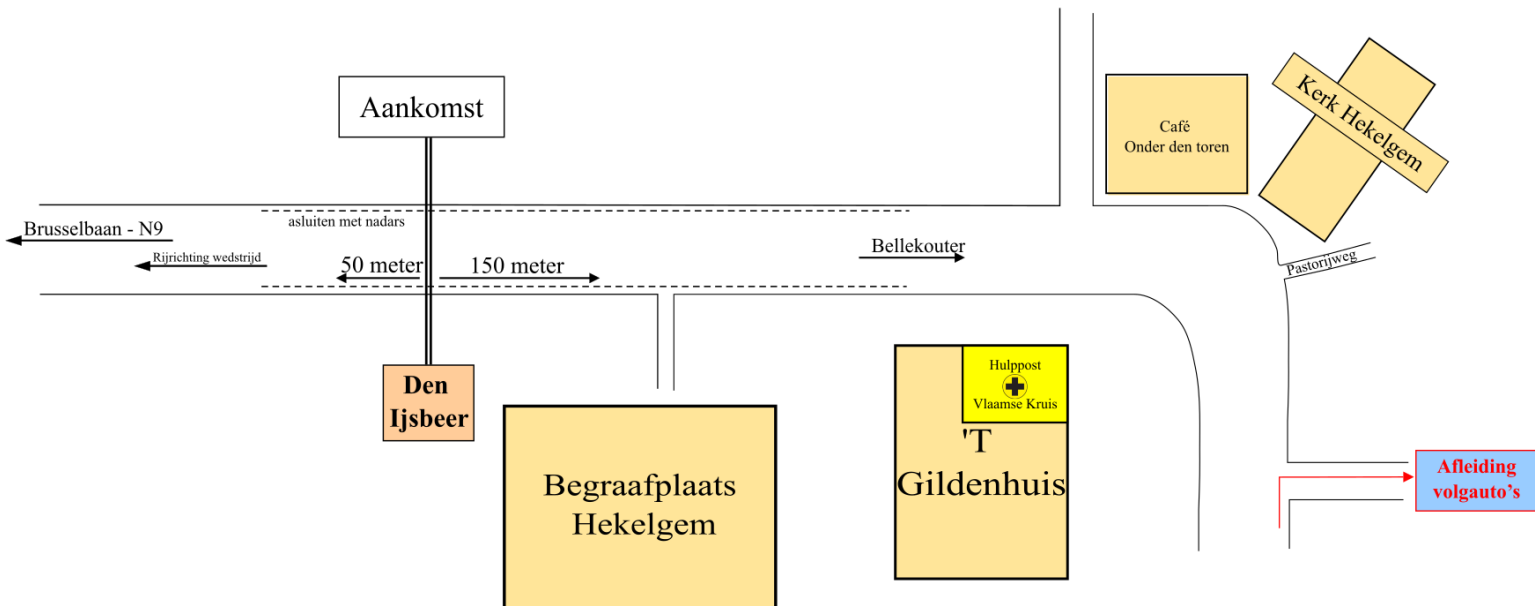 Aankomst
Café
Onder den toren
Kerk Hekelgem
asluiten met nadars
Brusselbaan - N9
Rijrichting wedstrijd
50 meter
150 meter
Bellekouter
Pastorijweg
Den
Ijsbeer
Hulppost
Vlaamse Kruis
'T
Gildenhuis
Begraafplaats
Hekelgem
Afleiding
volgauto’s